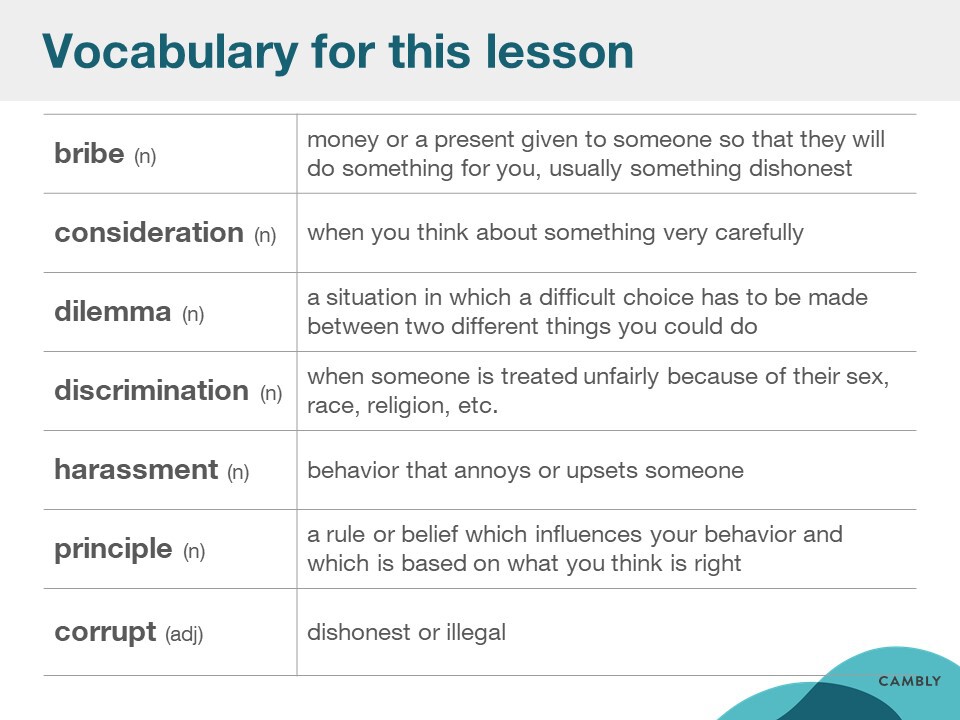 Vocabulary for this lesson
bribe (n)
money or a present given to someone so that they will
do something for you, usually something dishonest
consideration (n)
when you think about something very carefully
dilemma (n)
a situation in which a difficult choice has to be made
between two different things you could do
discrimination (n)
when someone is treated unfairly because of their sex,
race, religion, etc.
harassment (n)
behavior that annoys or upsets someone
principle (n)
a rule or belief which influences your behavior and
which is based on what you think is right
corrupt (adj)
dishonest or illegal
CAMBLY